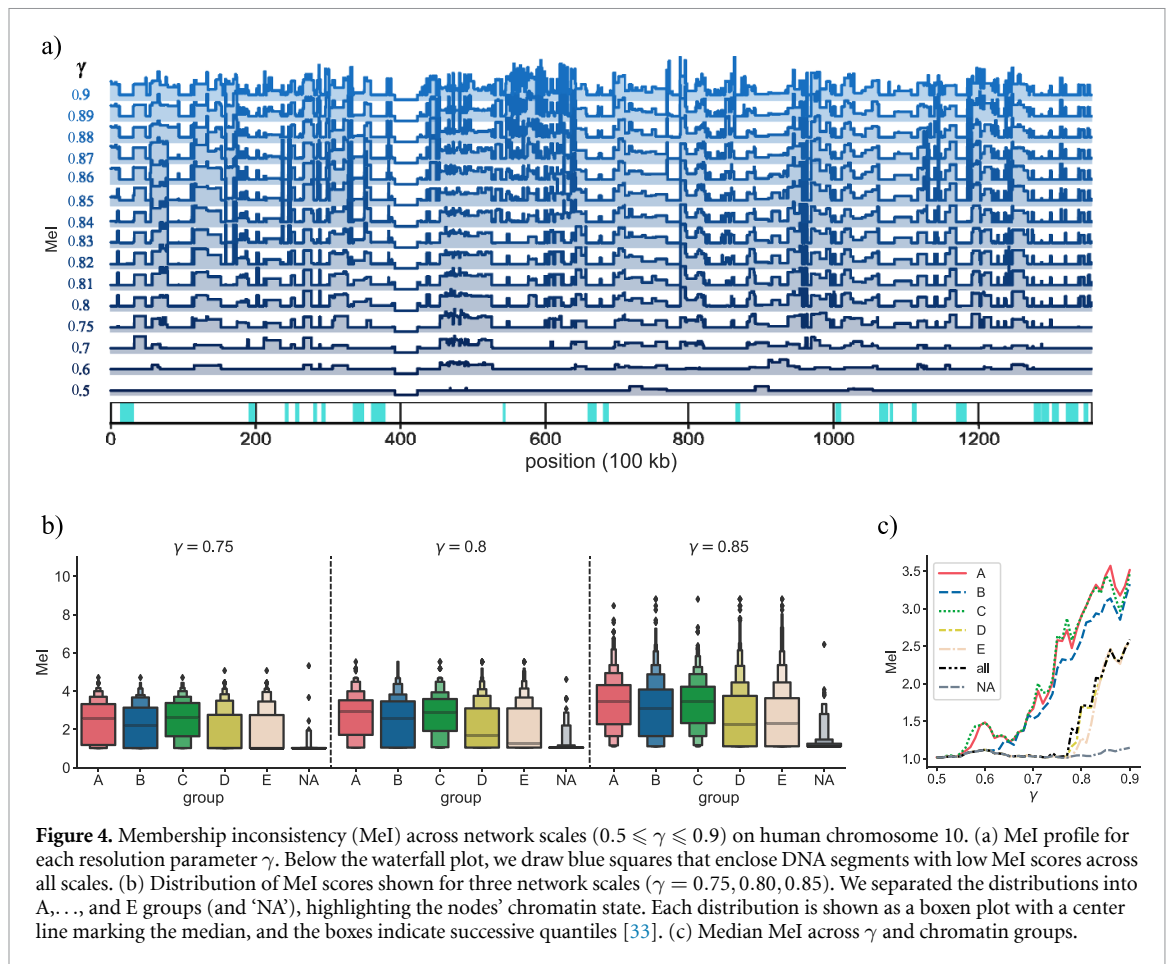 a)
γ
0.9
0.89
0.88
0.87
0.86
0.85
0.84
0.83
0.82
0.81
0.8
0.75
0.7
0.6
0.5
MeI
0 200 400 600 800 1000 1200
position (100 kb)
b)
γ = 0.75 γ = 0.8 γ = 0.85
MeI
10
8
6
4
2
0
A B C D E NA A B C D E NA A B C D E NA
group group group
c)
MeI
3.5
3.0
2.5
2.0
1.5
1.0
A
B
C
D
E
all
NA
0.5 0.6 0.7 0.8 0.9
γ
Figure 4. Membership inconsistency (MeI) across network scales (0.5 ⩽ γ ⩽ 0.9) on human chromosome 10. (a) MeI profile for
each resolution parameter γ. Below the waterfall plot, we draw blue squares that enclose DNA segments with low MeI scores across
all scales. (b) Distribution of MeI scores shown for three network scales (γ = 0.75, 0.80, 0.85). We separated the distributions into
A,…, and E groups (and ‘NA’), highlighting the nodes’ chromatin state. Each distribution is shown as a boxen plot with a center
line marking the median, and the boxes indicate successive quantiles [33]. (c) Median MeI across γ and chromatin groups.